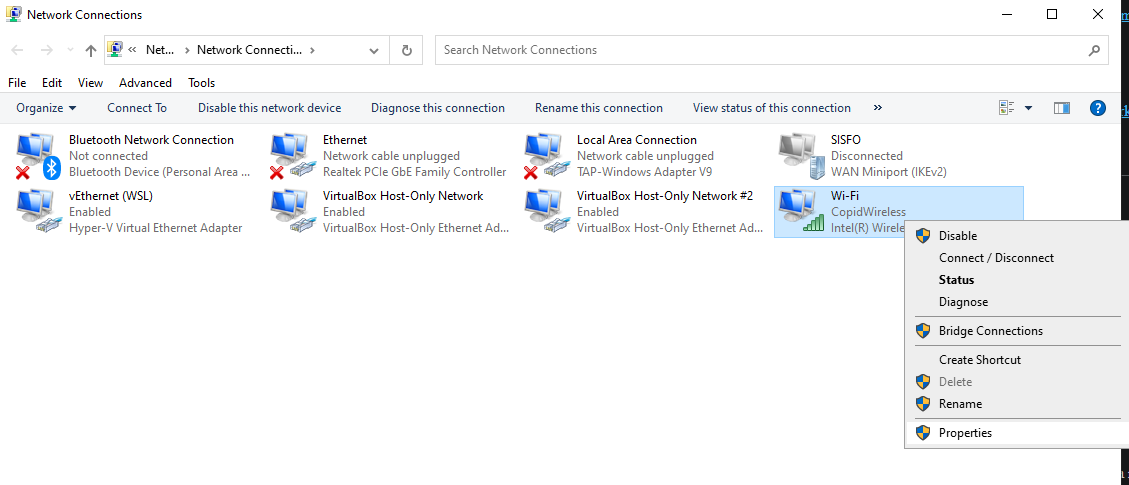 Network Connections
Net... Network Connecti...
Search Network Connections
File Edit View Advanced Tools
Organize Connect To Disable this network device Diagnose this connection Rename this connection View status of this connection »
Bluetooth Network Connection
Not connected
Bluetooth Device (Personal Area ...
Ethernet
Network cable unplugged
Realtek PCIe GbE Family Controller
Local Area Connection
Network cable unplugged
TAP-Windows Adapter V9
SISFO
Disconnected
WAN Miniport (IKEv2)
vEthernet (WSL)
Enabled
Hyper-V Virtual Ethernet Adapter
VirtualBox Host-Only Network
Enabled
VirtualBox Host-Only Ethernet Ad...
VirtualBox Host-Only Network #2
Enabled
VirtualBox Host-Only Ethernet Ad...
Wi-Fi
CopidWireless
Intel(R) Wirele
Disable
Connect / Disconnect
Status
Diagnose
Bridge Connections
Create Shortcut
Delete
Rename
Properties